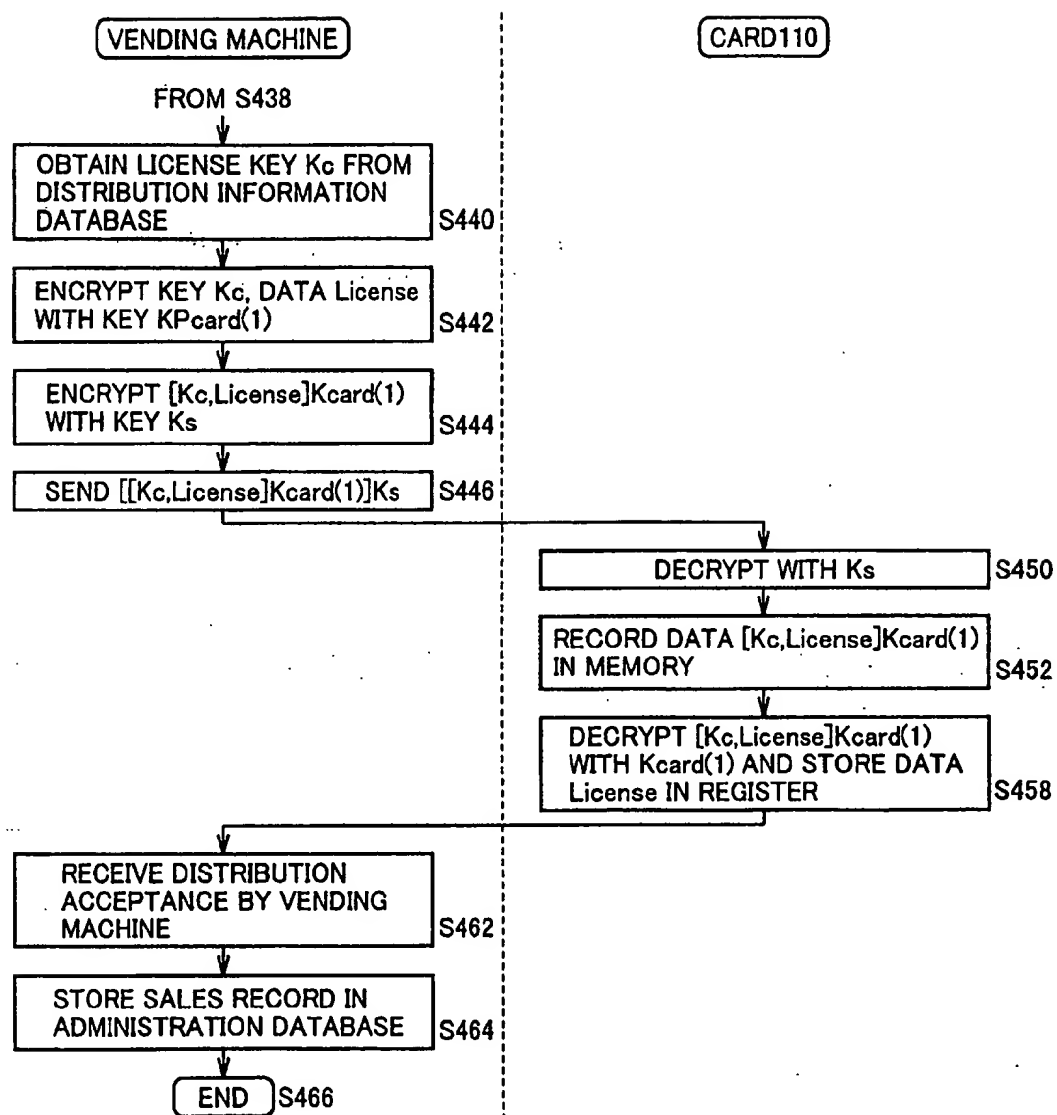 VENDING MACHINE
CARD110
FROM S438
OBTAIN LICENSE KEY Kc FROM
DISTRIBUTION INFORMATION
DATABASE
S440
ENCRYPT KEY Kc, DATA License
WITH KEY KPcard(1)
S442
ENCRYPT [Kc,License]Kcard(1)
WITH KEY Ks
S444
SEND [[Kc,License]Kcard(1)]Ks
S446
DECRYPT WITH Ks
S450
RECORD DATA [Kc,License]Kcard(1)
IN MEMORY
S452
DECRYPT [Kc,License]Kcard(1)
WITH Kcard(1) AND STORE DATA
License IN REGISTER
S458
RECEIVE DISTRIBUTION
ACCEPTANCE BY VENDING
MACHINE
S462
STORE SALES RECORD IN
ADMINISTRATION DATABASE
S464
END
S466